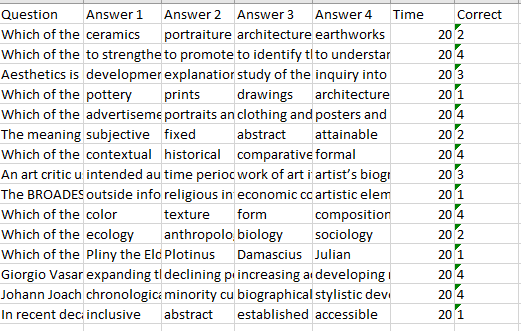 Question Answer 1 Answer 2 Answer 3 Answer 4 Time Correct
Which of the ceramics portraiture architecture earthworks 20 2
Which of the to strengthe to promote to identify t to understar 20 4
Aesthetics is developmer explanation study of the inquiry into 20 3
Which of the pottery prints drawings architecture 20 1
Which of the advertiseme portraits an clothing and posters and 20 4
The meaning subjective fixed abstract attainable 20 2
Which of the contextual historical comparative formal 20 4
An art critic u intended au time period work of art i artist's biogr 20 3
The BROADES outside info religious in economic co artistic elem 20 1
Which of the color texture form composition 20 4
Which of the ecology anthropolo biology sociology 20 2
Which of the Pliny the Eld Plotinus Damascius Julian 20 1
Giorgio Vasar expanding t declining p increasing a developing 20 4
Johann Joach chronologic minority cu biographical stylistic dev 20 4
In recent deca inclusive abstract established accessible 20 1